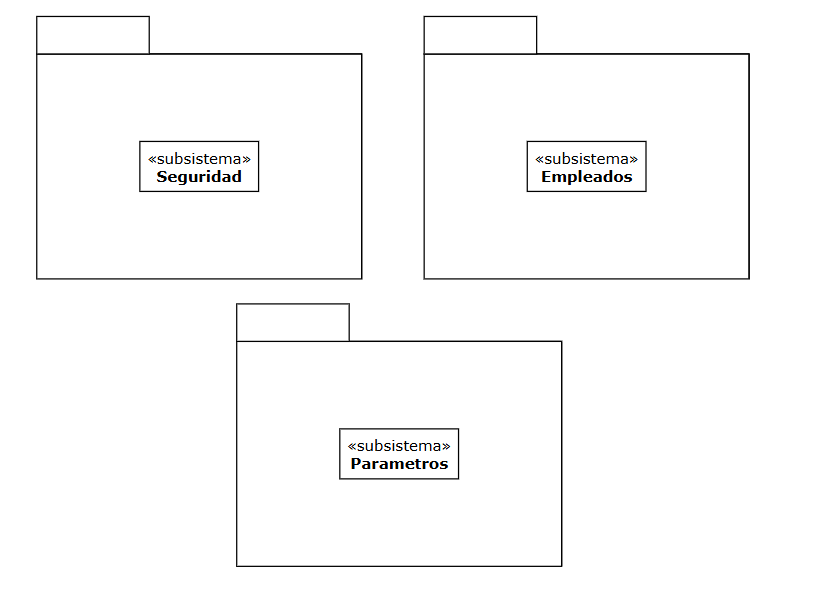 «subsistema»
Seguridad
«subsistema»
Empleados
«subsistema»
Parametros